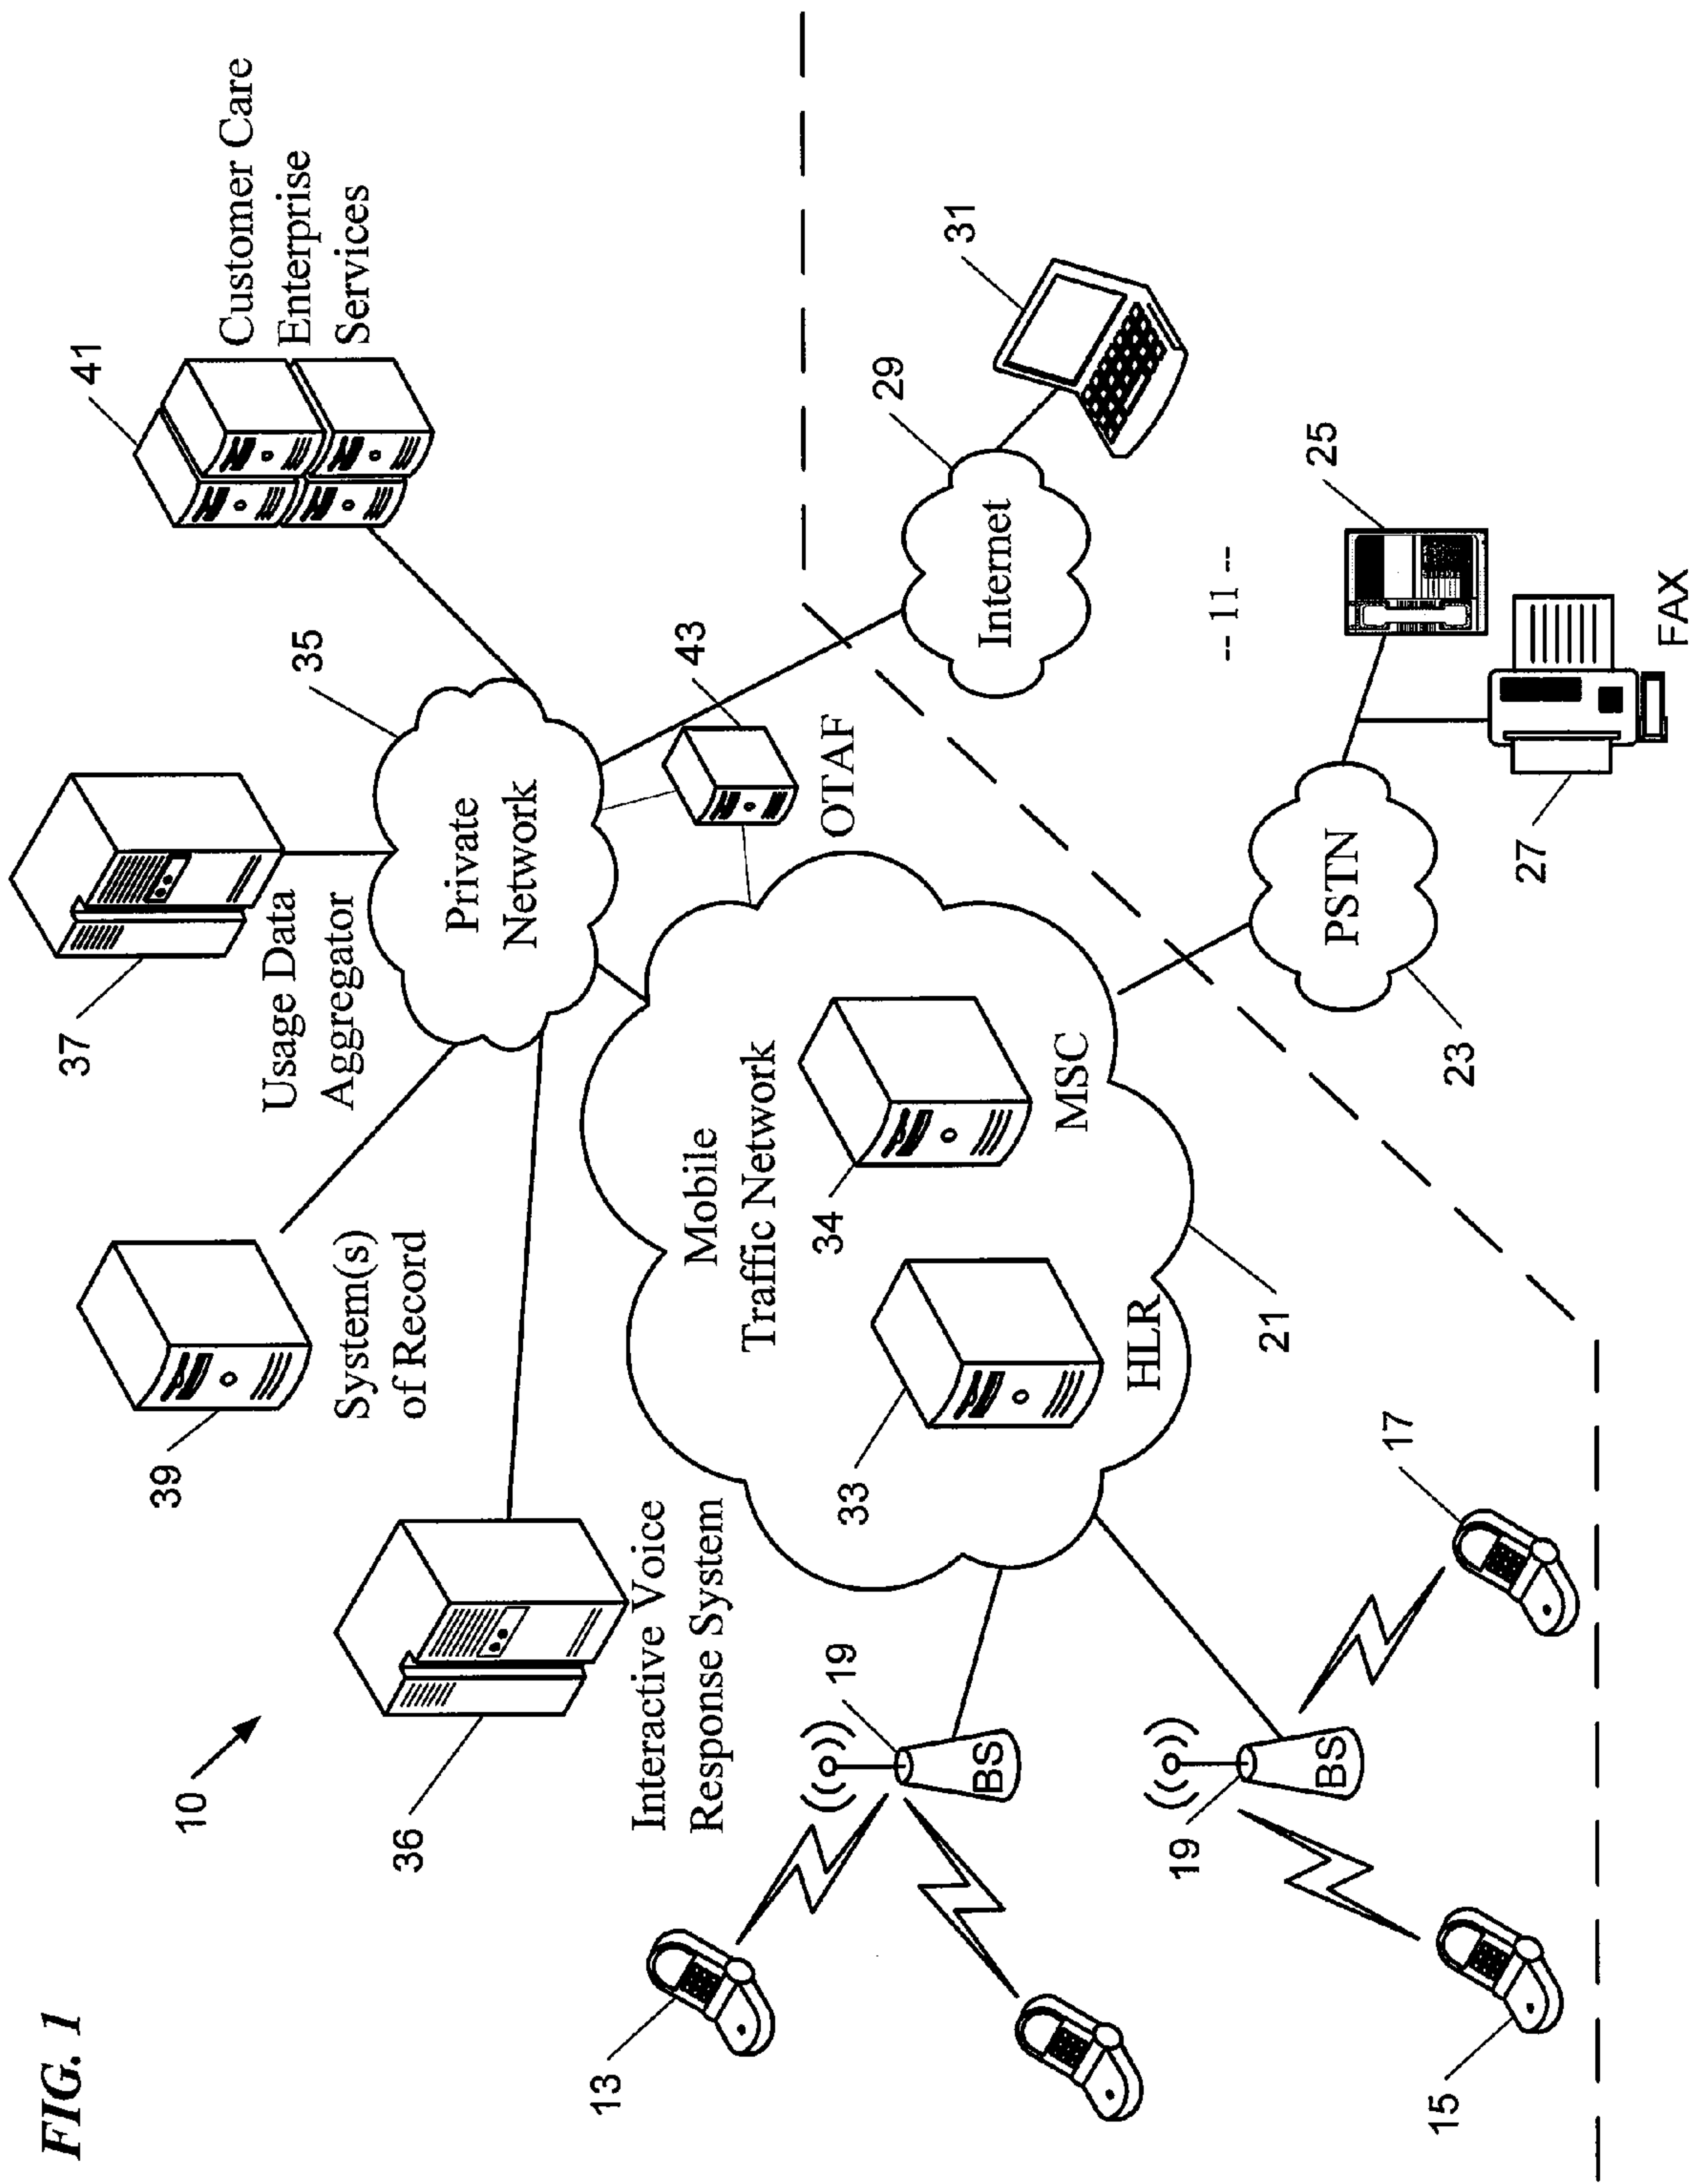 FIG. 1
10
37
Usage Data
Aggregator
39
System(s)
of Record
41
Customer Care
Enterprise
Services
35
Private
Network
36
Interactive Voice
Response System
43
OTAF
Mobile
Traffic Network
34
MSC
33
HLR
21
29
Internet
31
-- 11 --
13
19
BS
19
BS
15
17
PSTN
23
25
27
FAX